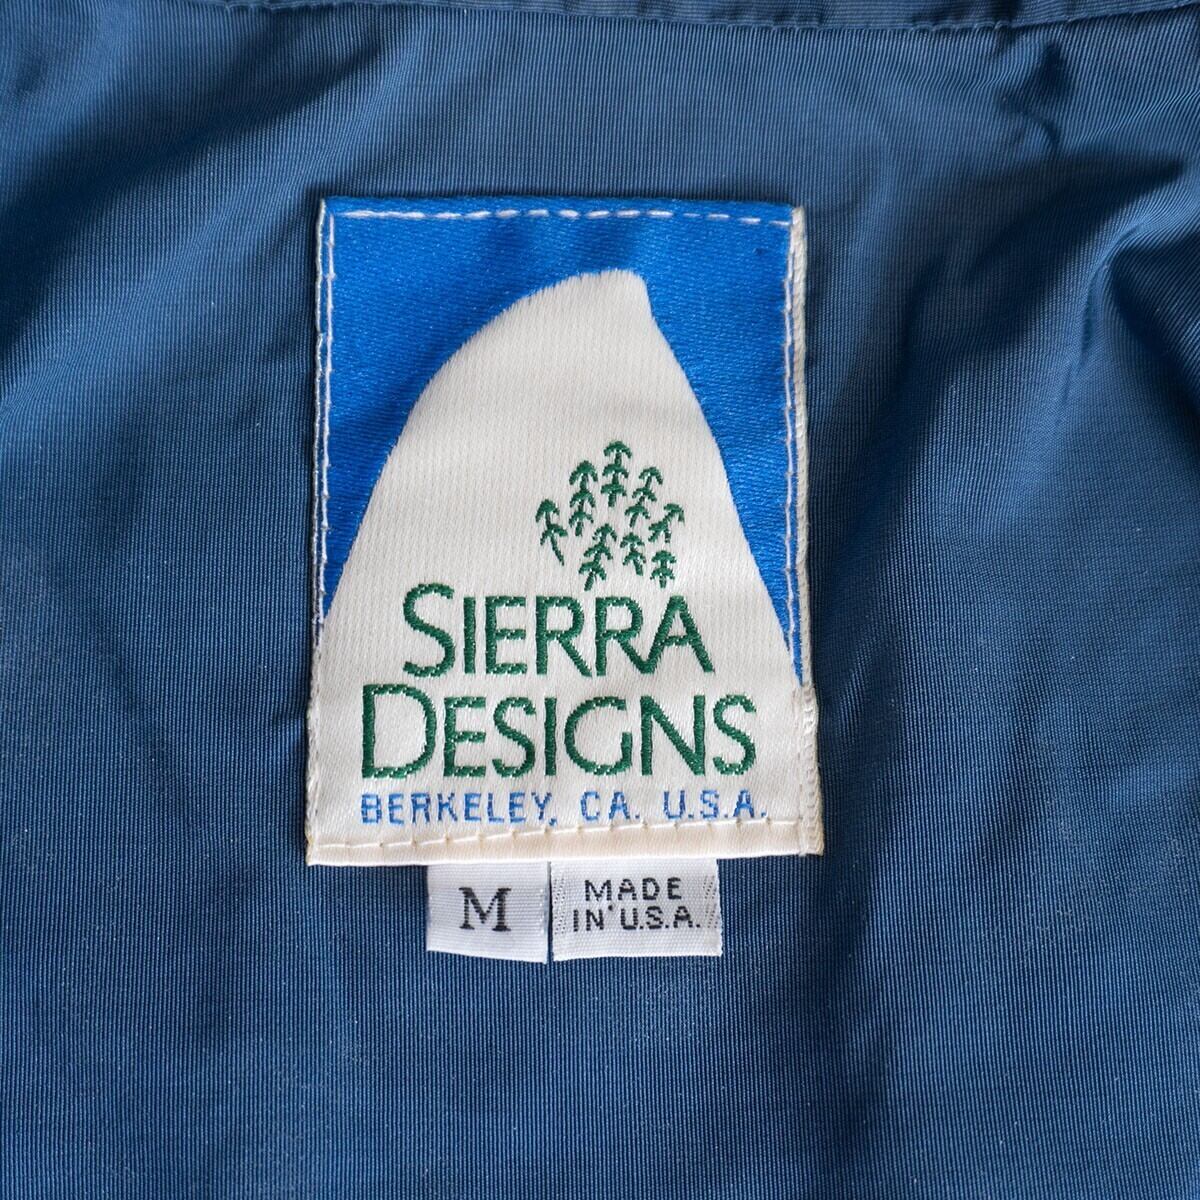 SIERRA
DESIGNS
BERKELEY, CA. U.S.A.
M
MADE
IN U.S.A.